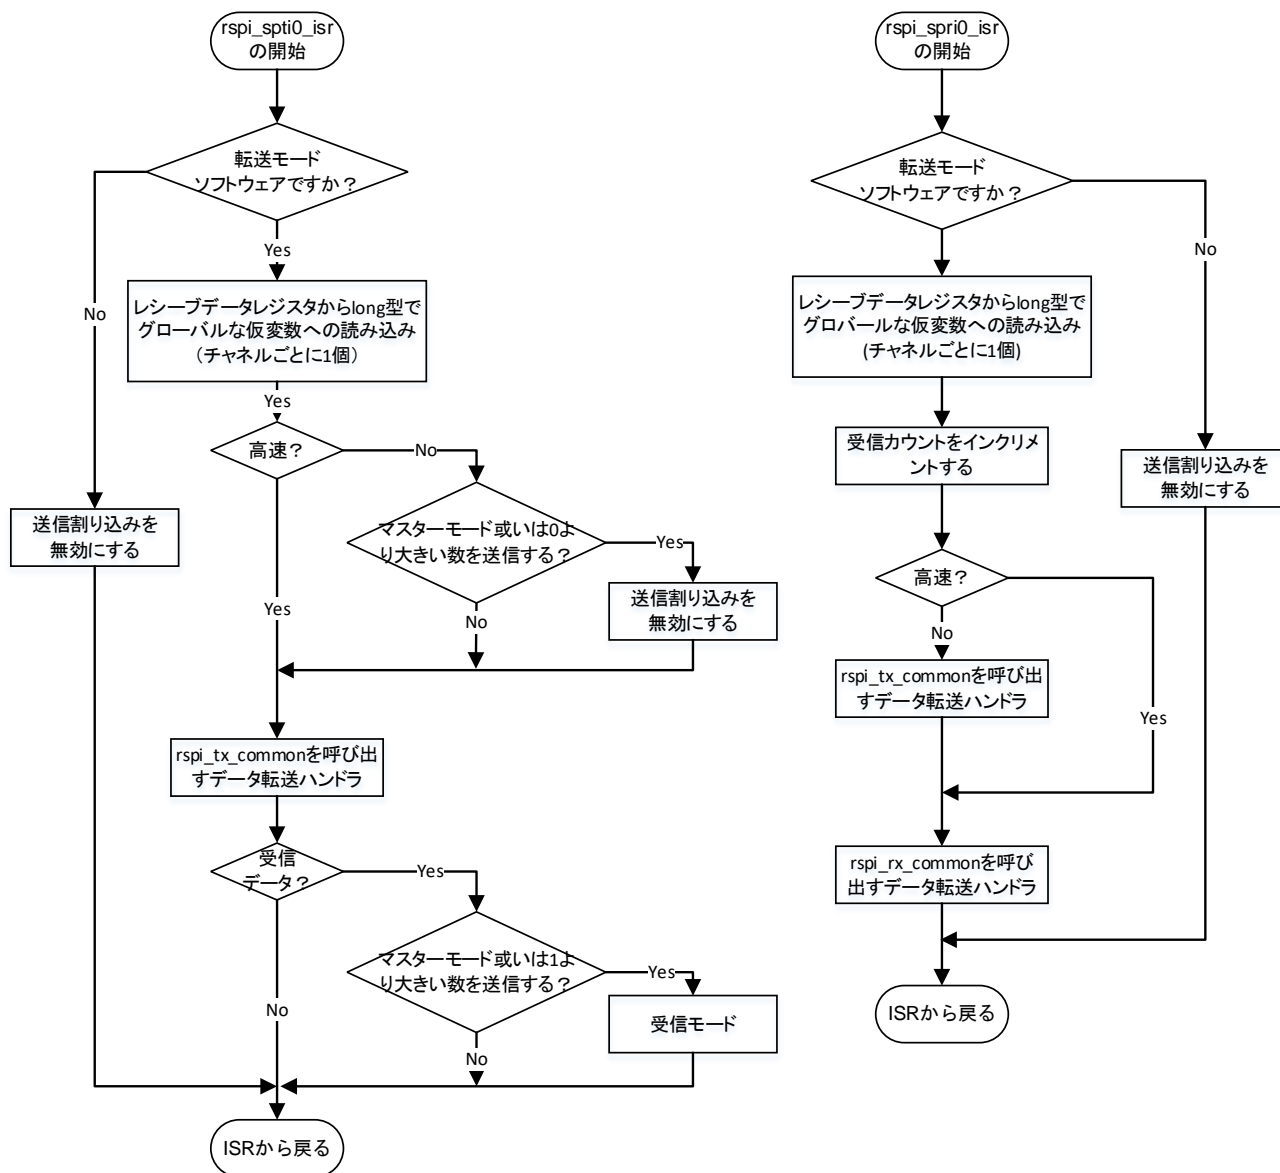 rspi_spti0_isr
の開始
転送モード
ソフトウェアですか？
Yes
No
レシーブデータレジスタからlong型で
グローバルな仮変数への読み込み
（チャネルごとに1個）
Yes
高速？
No
マスターモード或いは0よ
り大きい数を送信する？
Yes
送信割り込みを
無効にする
送信割り込みを
無効にする
Yes
No
rspi_tx_commonを呼び出
すデータ転送ハンドラ
受信
データ？
Yes
マスターモード或いは1よ
り大きい数を送信する？
Yes
受信モード
No
No
ISRから戻る
rspi_spri0_isr
の開始
転送モード
ソフトウェアですか？
No
レシーブデータレジスタからlong型で
グロバールな仮変数への読み込み
(チャネルごとに1個)
受信カウントをインクリメ
ントする
送信割り込みを
無効にする
高速？
No
rspi_tx_commonを呼び出
すデータ転送ハンドラ
Yes
rspi_rx_commonを呼び
出すデータ転送ハンドラ
ISRから戻る